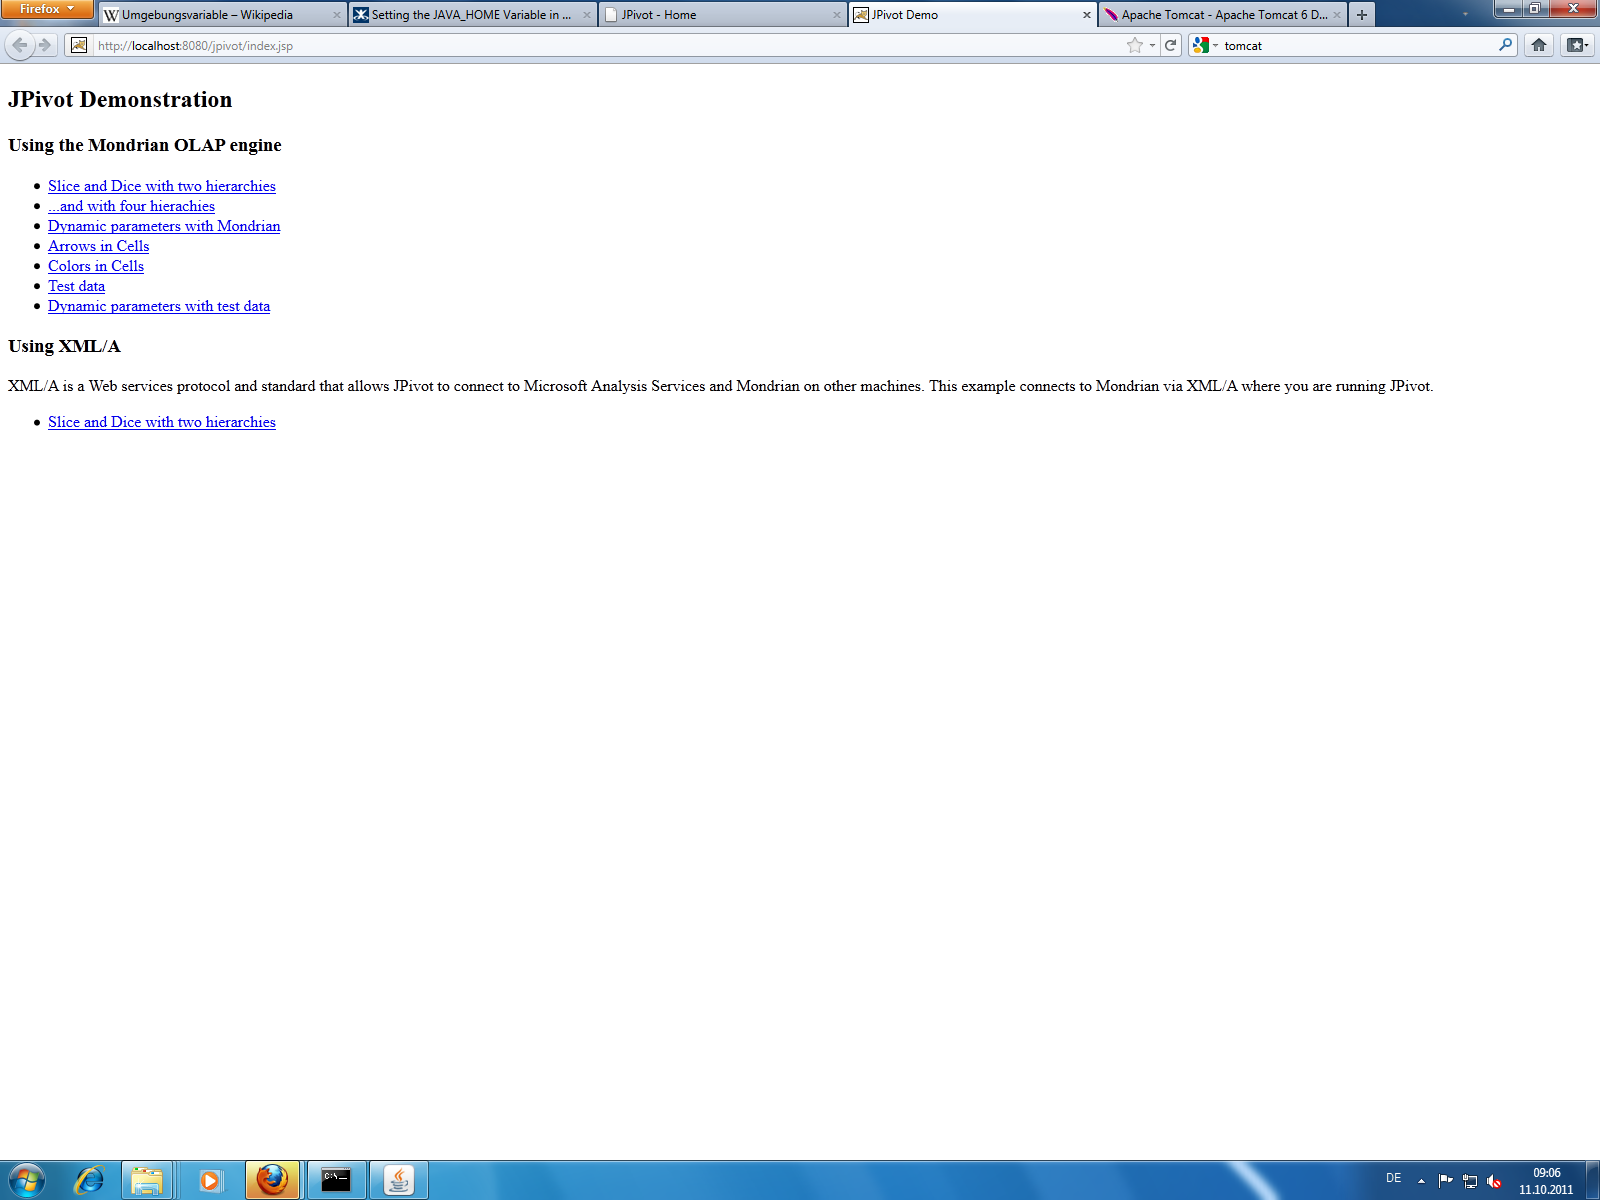 Firefox
Umgebungsvariable – Wikipedia
Setting the JAVA_HOME Variable in ...
JPivot - Home
JPivot Demo
Apache Tomcat - Apache Tomcat 6 D...
http://localhost:8080/jpivot/index.jsp
tomcat
JPivot Demonstration
Using the Mondrian OLAP engine
Slice and Dice with two hierarchies
...and with four hierachies
Dynamic parameters with Mondrian
Arrows in Cells
Colors in Cells
Test data
Dynamic parameters with test data
Using XML/A
XML/A is a Web services protocol and standard that allows JPivot to connect to Microsoft Analysis Services and Mondrian on other machines. This example connects to Mondrian via XML/A where you are running JPivot.
Slice and Dice with two hierarchies
C:\
DE
09:06
11.10.2011